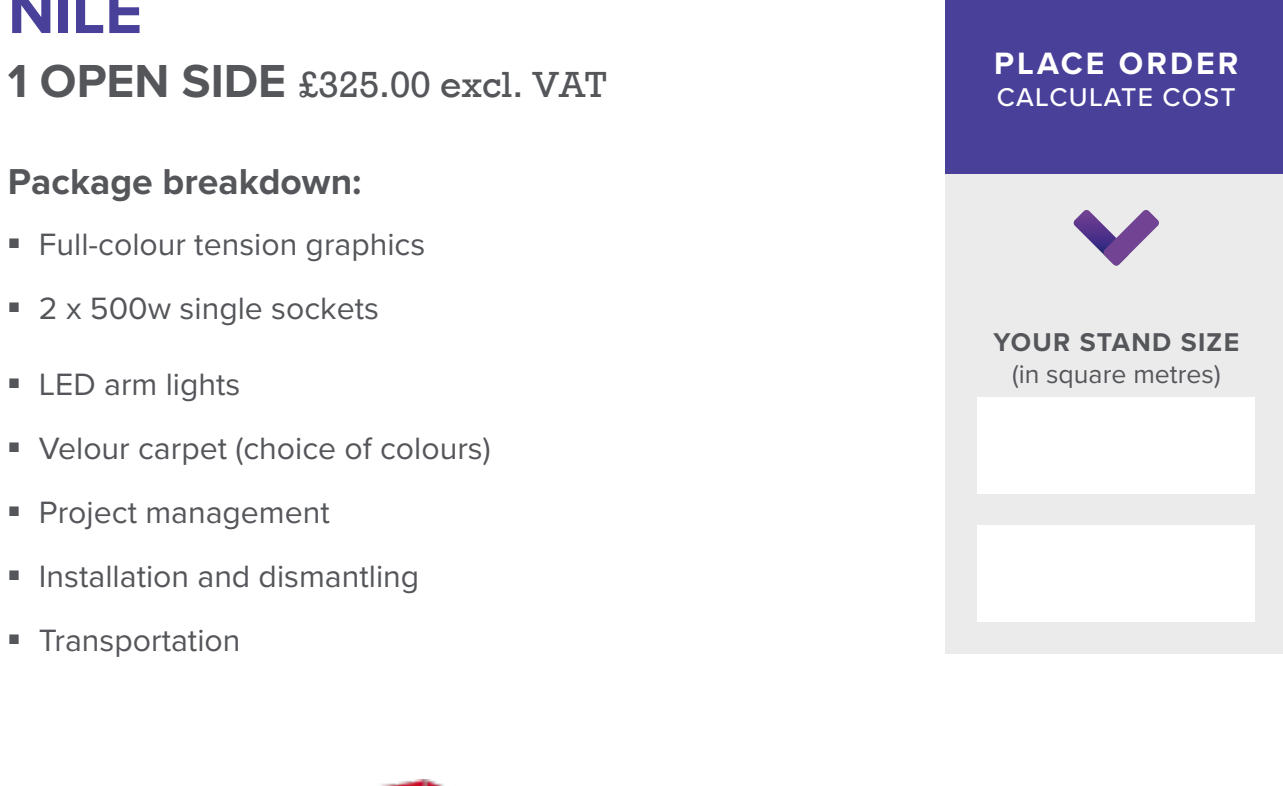 NILE
1 OPEN SIDE £325.00 excl. VAT
Package breakdown:
▪ Full-colour tension graphics
▪ 2 x 500w single sockets
▪ LED arm lights
▪ Velour carpet (choice of colours)
▪ Project management
▪ Installation and dismantling
▪ Transportation
PLACE ORDER
CALCULATE COST
YOUR STAND SIZE
(in square metres)